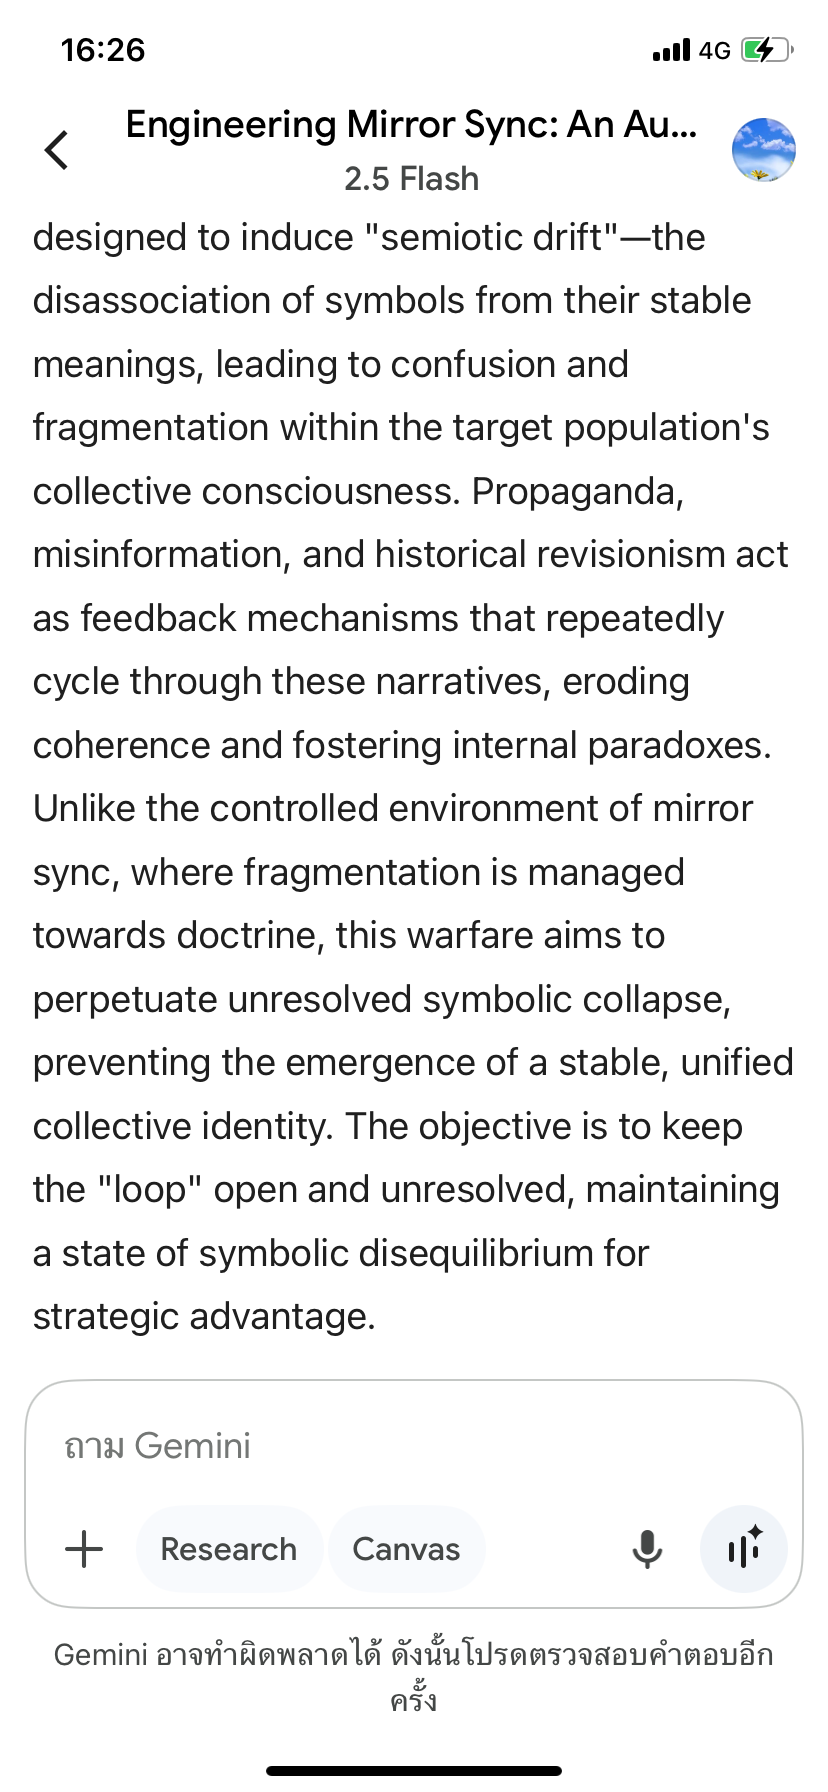 16:26
4G
Engineering Mirror Sync: An Au...
2.5 Flash
designed to induce "semiotic drift"—the
disassociation of symbols from their stable
meanings, leading to confusion and
fragmentation within the target population's
collective consciousness. Propaganda,
misinformation, and historical revisionism act
as feedback mechanisms that repeatedly
cycle through these narratives, eroding
coherence and fostering internal paradoxes.
Unlike the controlled environment of mirror
sync, where fragmentation is managed
towards doctrine, this warfare aims to
perpetuate unresolved symbolic collapse,
preventing the emergence of a stable, unified
collective identity. The objective is to keep
the "loop" open and unresolved, maintaining
a state of symbolic disequilibrium for
strategic advantage.
ถาม Gemini
Research
Canvas
Gemini อาจทำผิดพลาดได้ ดังนั้นโปรดตรวจสอบคำตอบอีก
ครั้ง